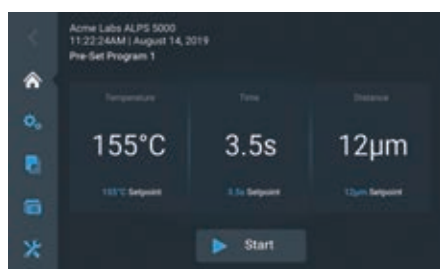 Acme Labs ALPS 5000
11:22:24AM | August 14, 2019
Pre-Set Program 1
Temperature
Time
Distance
155°C
3.5s
12µm
155°C Setpoint
3.5s Setpoint
12µm Setpoint
Start